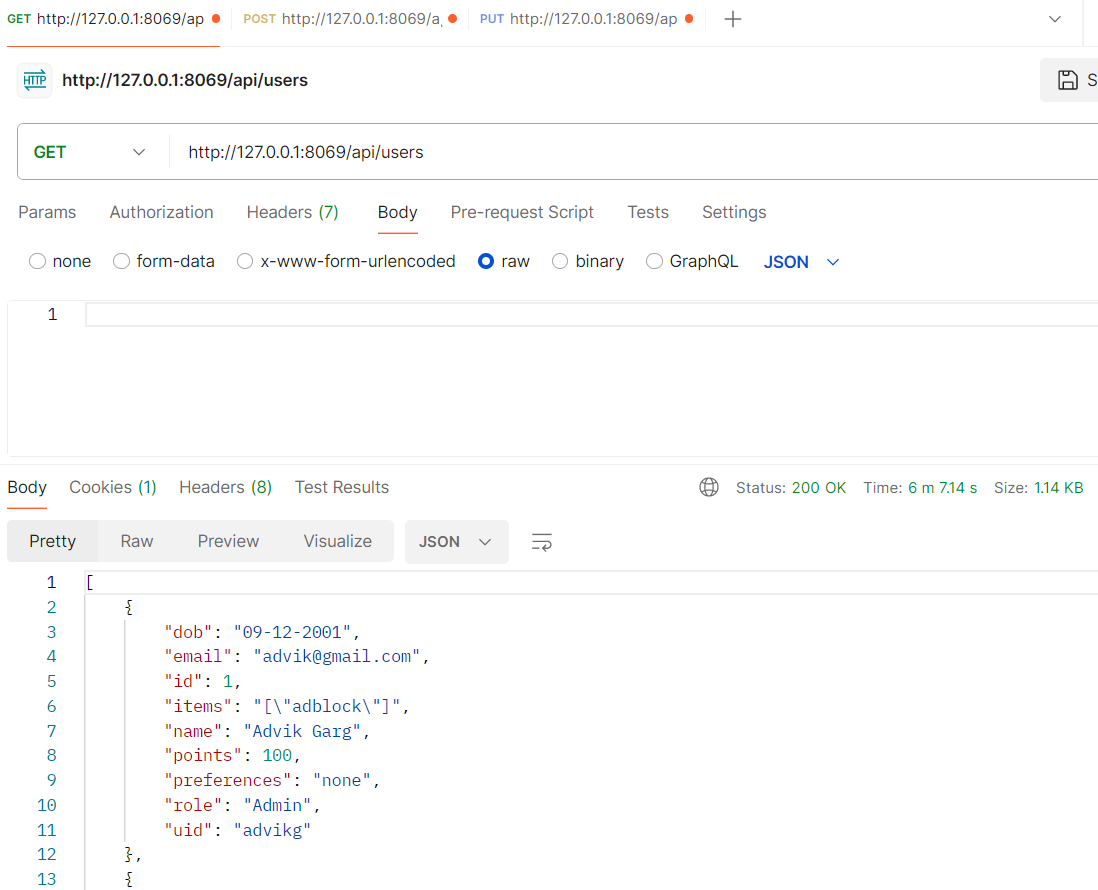 GET http://127.0.0.1:8069/ap POST http://127.0.0.1:8069/a, PUT http://127.0.0.1:8069/ap
HTTP http://127.0.0.1:8069/api/users S
GET http://127.0.0.1:8069/api/users
Params Authorization Headers (7) Body Pre-request Script Tests Settings
none form-data x-www-form-urlencoded raw binary GraphQL JSON
1
Body Cookies (1) Headers (8) Test Results Status: 200 OK Time: 6 m 7.14 s Size: 1.14 KB
Pretty Raw Preview Visualize JSON
1 [
2 {
3 "dob": "09-12-2001",
4 "email": "advik@gmail.com",
5 "id": 1,
6 "items": "[\"adblock\"]",
7 "name": "Advik Garg",
8 "points": 100,
9 "preferences": "none",
10 "role": "Admin",
11 "uid": "advikg"
12 },
13 {